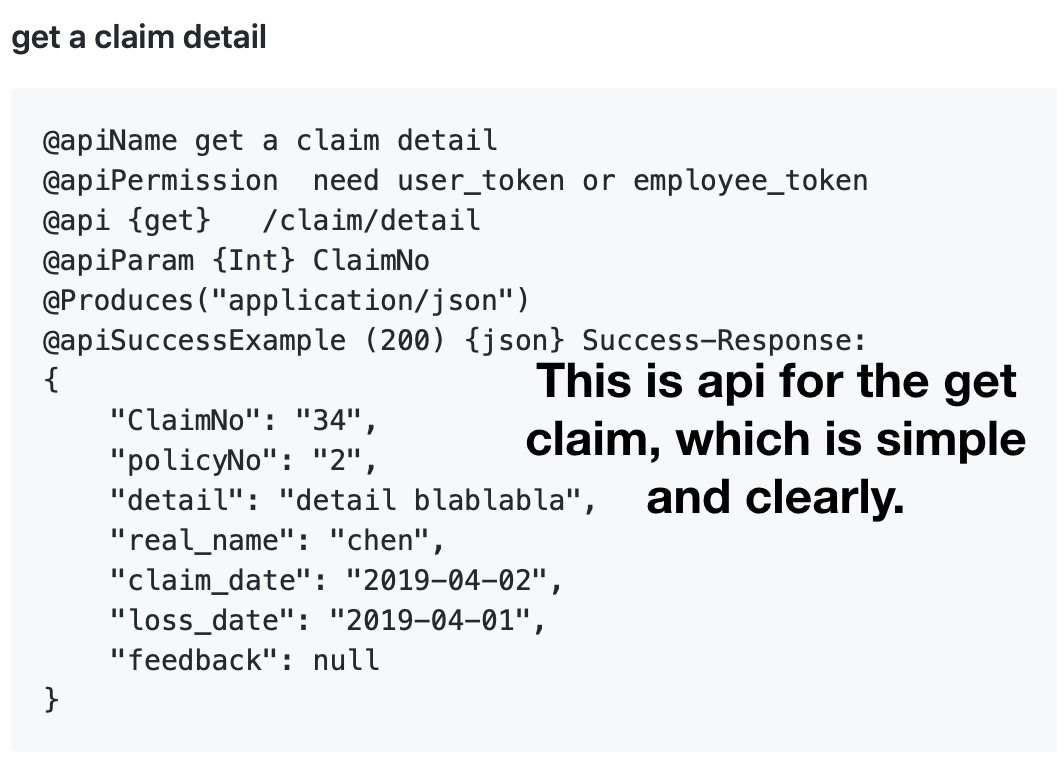 get a claim detail
@apiName get a claim detail
@apiPermission  need user_token or employee_token
@api {get}   /claim/detail
@apiParam {Int} ClaimNo
@Produces("application/json")
@apiSuccessExample (200) {json} Success-Response:
{
    "ClaimNo": "34",
    "policyNo": "2",
    "detail": "detail blablabla",
    "real_name": "chen",
    "claim_date": "2019-04-02",
    "loss_date": "2019-04-01",
    "feedback": null
}
This is api for the get
claim, which is simple
and clearly.